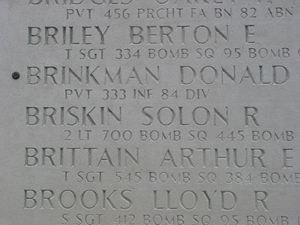 PVT 456 PRCHT FA BN 82 ABN
BRILEY BERTON E
T SGT 334 BOMB SQ 95 BOMB
BRINKMAN DONALD
PVT 333 INF 84 DIV
BRISKIN SOLON R
2 LT 700 BOMB SQ 445 BOMB
BRITTAIN ARTHUR E
T SGT 545 BOMB SQ 384 BOMB
BROOKS LLOYD R
S SGT 412 BOMB SQ 95 BOMB